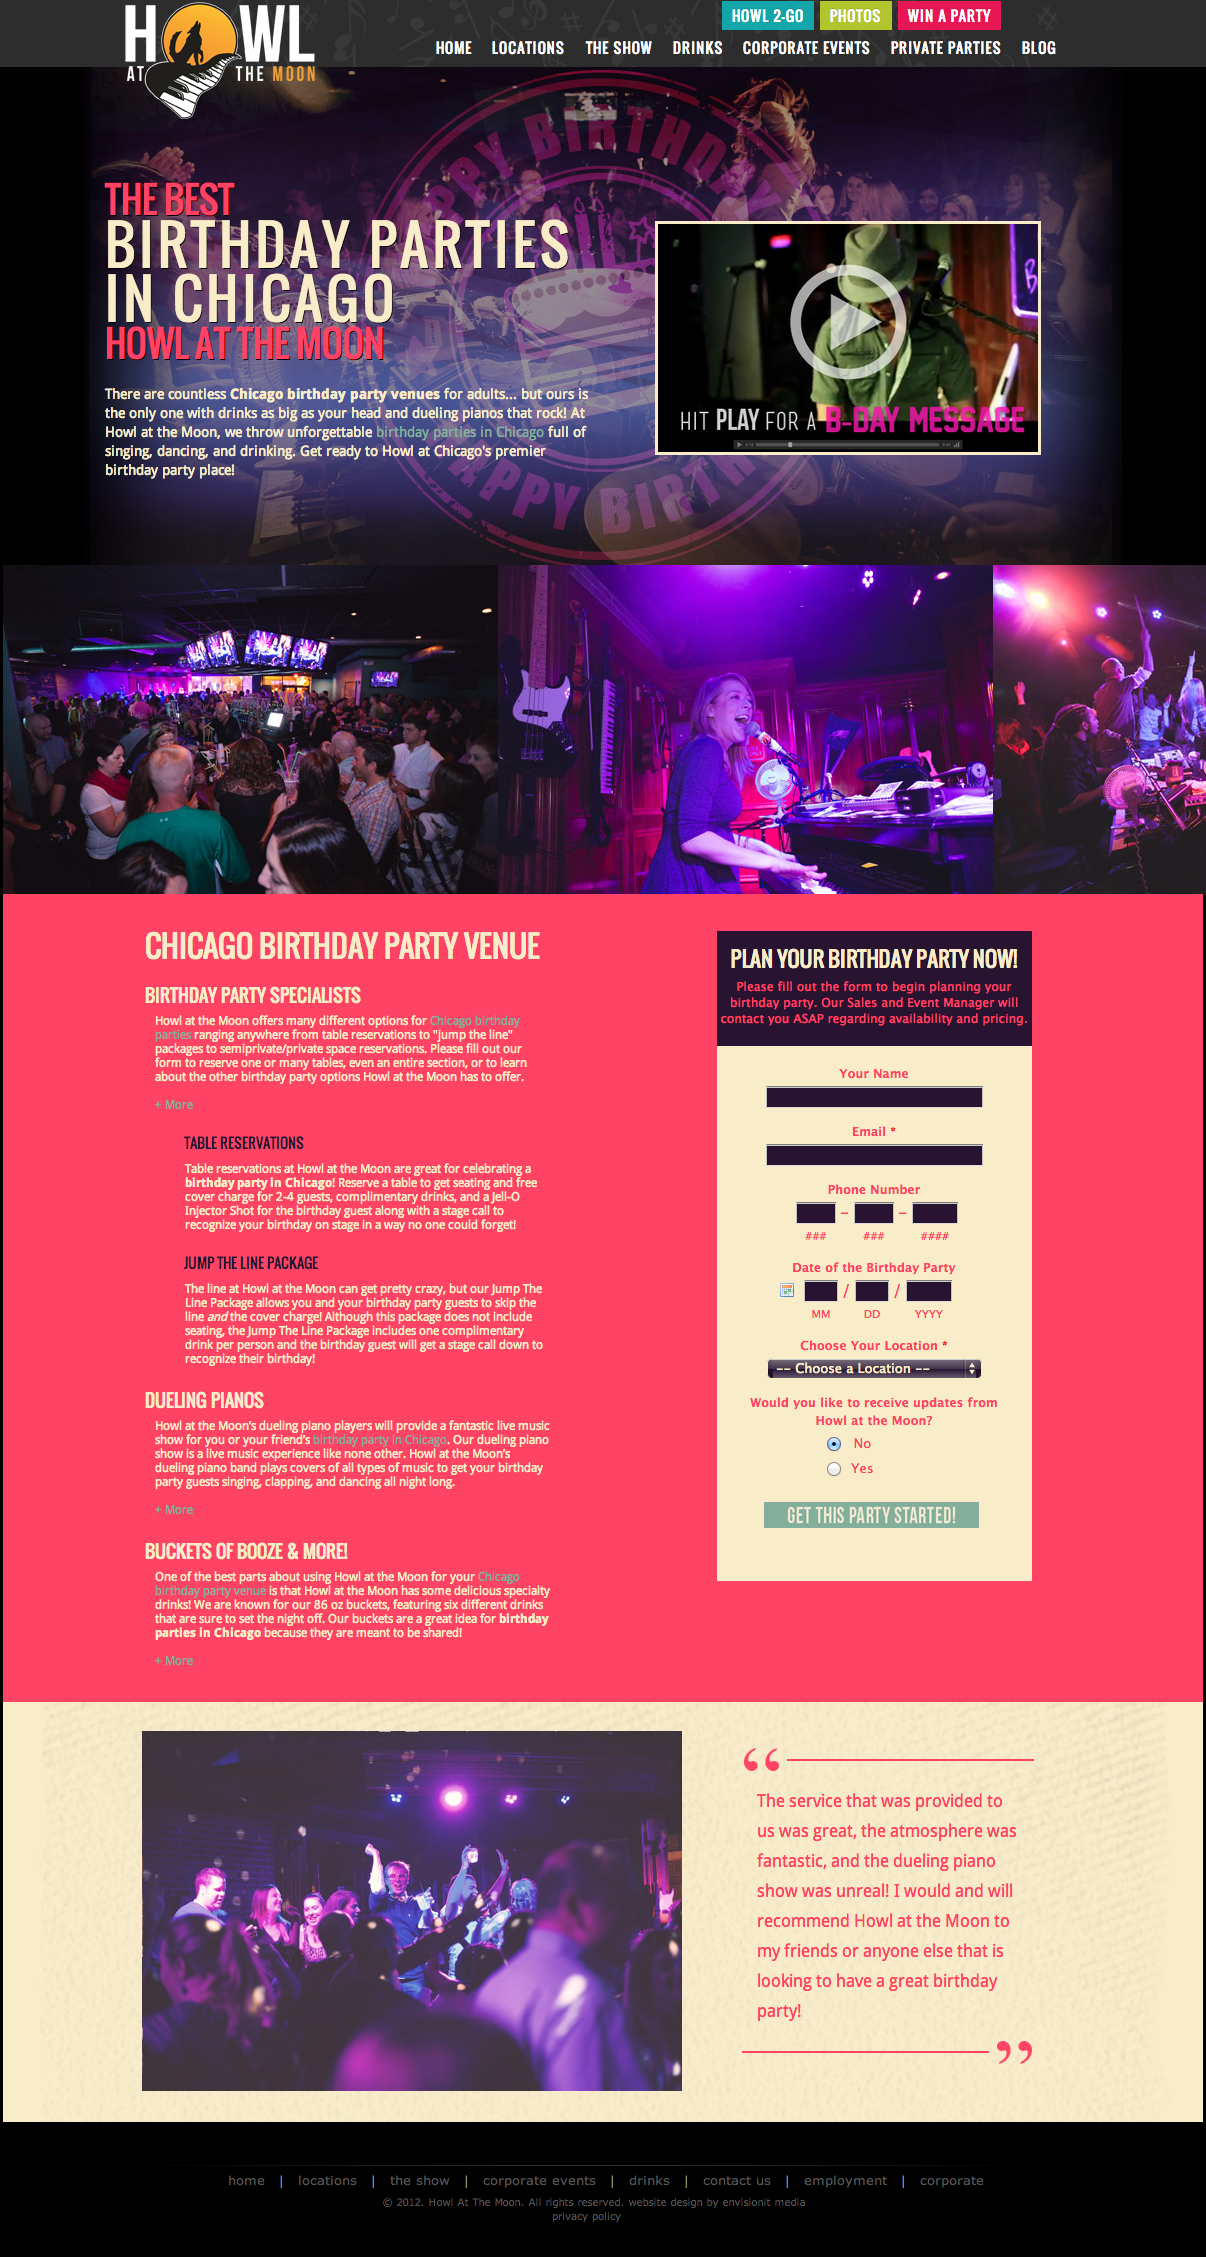 HOWL
AT THE MOON
HOWL 2-GO PHOTOS WIN A PARTY
HOME LOCATIONS THE SHOW DRINKS CORPORATE EVENTS PRIVATE PARTIES BLOG
HAPPY BIRTHDAY
THE BEST
BIRTHDAY PARTIES
IN CHICAGO
HOWL AT THE MOON
There are countless Chicago birthday party venues for adults... but ours is
the only one with drinks as big as your head and dueling pianos that rock! At
Howl at the Moon, we throw unforgettable birthday parties in Chicago full of
singing, dancing, and drinking. Get ready to Howl at Chicago's premier
birthday party place!
HIT PLAY FOR A B-DAY MESSAGE
HAPPY BIRTH
CHICAGO BIRTHDAY PARTY VENUE
BIRTHDAY PARTY SPECIALISTS
Howl at the Moon offers many different options for Chicago birthday
parties ranging anywhere from table reservations to "jump the line"
packages to semiprivate/private space reservations. Please fill out our
form to reserve one or many tables, even an entire section, or to learn
about the other birthday party options Howl at the Moon has to offer.
+ More
TABLE RESERVATIONS
Table reservations at Howl at the Moon are great for celebrating a
birthday party in Chicago! Reserve a table to get seating and free
cover charge for 2-4 guests, complimentary drinks, and a Jell-O
Injector Shot for the birthday guest along with a stage call to
recognize your birthday on stage in a way no one could forget!
JUMP THE LINE PACKAGE
The line at Howl at the Moon can get pretty crazy, but our Jump The
Line Package allows you and your birthday party guests to skip the
line and the cover charge! Although this package does not include
seating, the Jump The Line Package includes one complimentary
drink per person and the birthday guest will get a stage call down to
recognize their birthday!
DUELING PIANOS
Howl at the Moon's dueling piano players will provide a fantastic live music
show for you or your friend's birthday party in Chicago. Our dueling piano
show is a live music experience like none other. Howl at the Moon's
dueling piano band plays covers of all types of music to get your birthday
party guests singing, clapping, and dancing all night long.
+ More
BUCKETS OF BOOZE & MORE!
One of the best parts about using Howl at the Moon for your Chicago
birthday party venue is that Howl at the Moon has some delicious specialty
drinks! We are known for our 86 oz buckets, featuring six different drinks
that are sure to set the night off. Our buckets are a great idea for birthday
parties in Chicago because they are meant to be shared!
+ More
PLAN YOUR BIRTHDAY PARTY NOW!
Please fill out the form to begin planning your
birthday party. Our Sales and Event Manager will
contact you ASAP regarding availability and pricing.
Your Name
Email *
Phone Number
– –
### ### ####
Date of the Birthday Party
/ /
MM DD YYYY
Choose Your Location *
-- Choose a Location --
Would you like to receive updates from
Howl at the Moon?
No
Yes
GET THIS PARTY STARTED!
“
The service that was provided to
us was great, the atmosphere was
fantastic, and the dueling piano
show was unreal! I would and will
recommend Howl at the Moon to
my friends or anyone else that is
looking to have a great birthday
party!
”
home | locations | the show | corporate events | drinks | contact us | employment | corporate
© 2012. Howl At The Moon. All rights reserved. website design by envisionit media
privacy policy